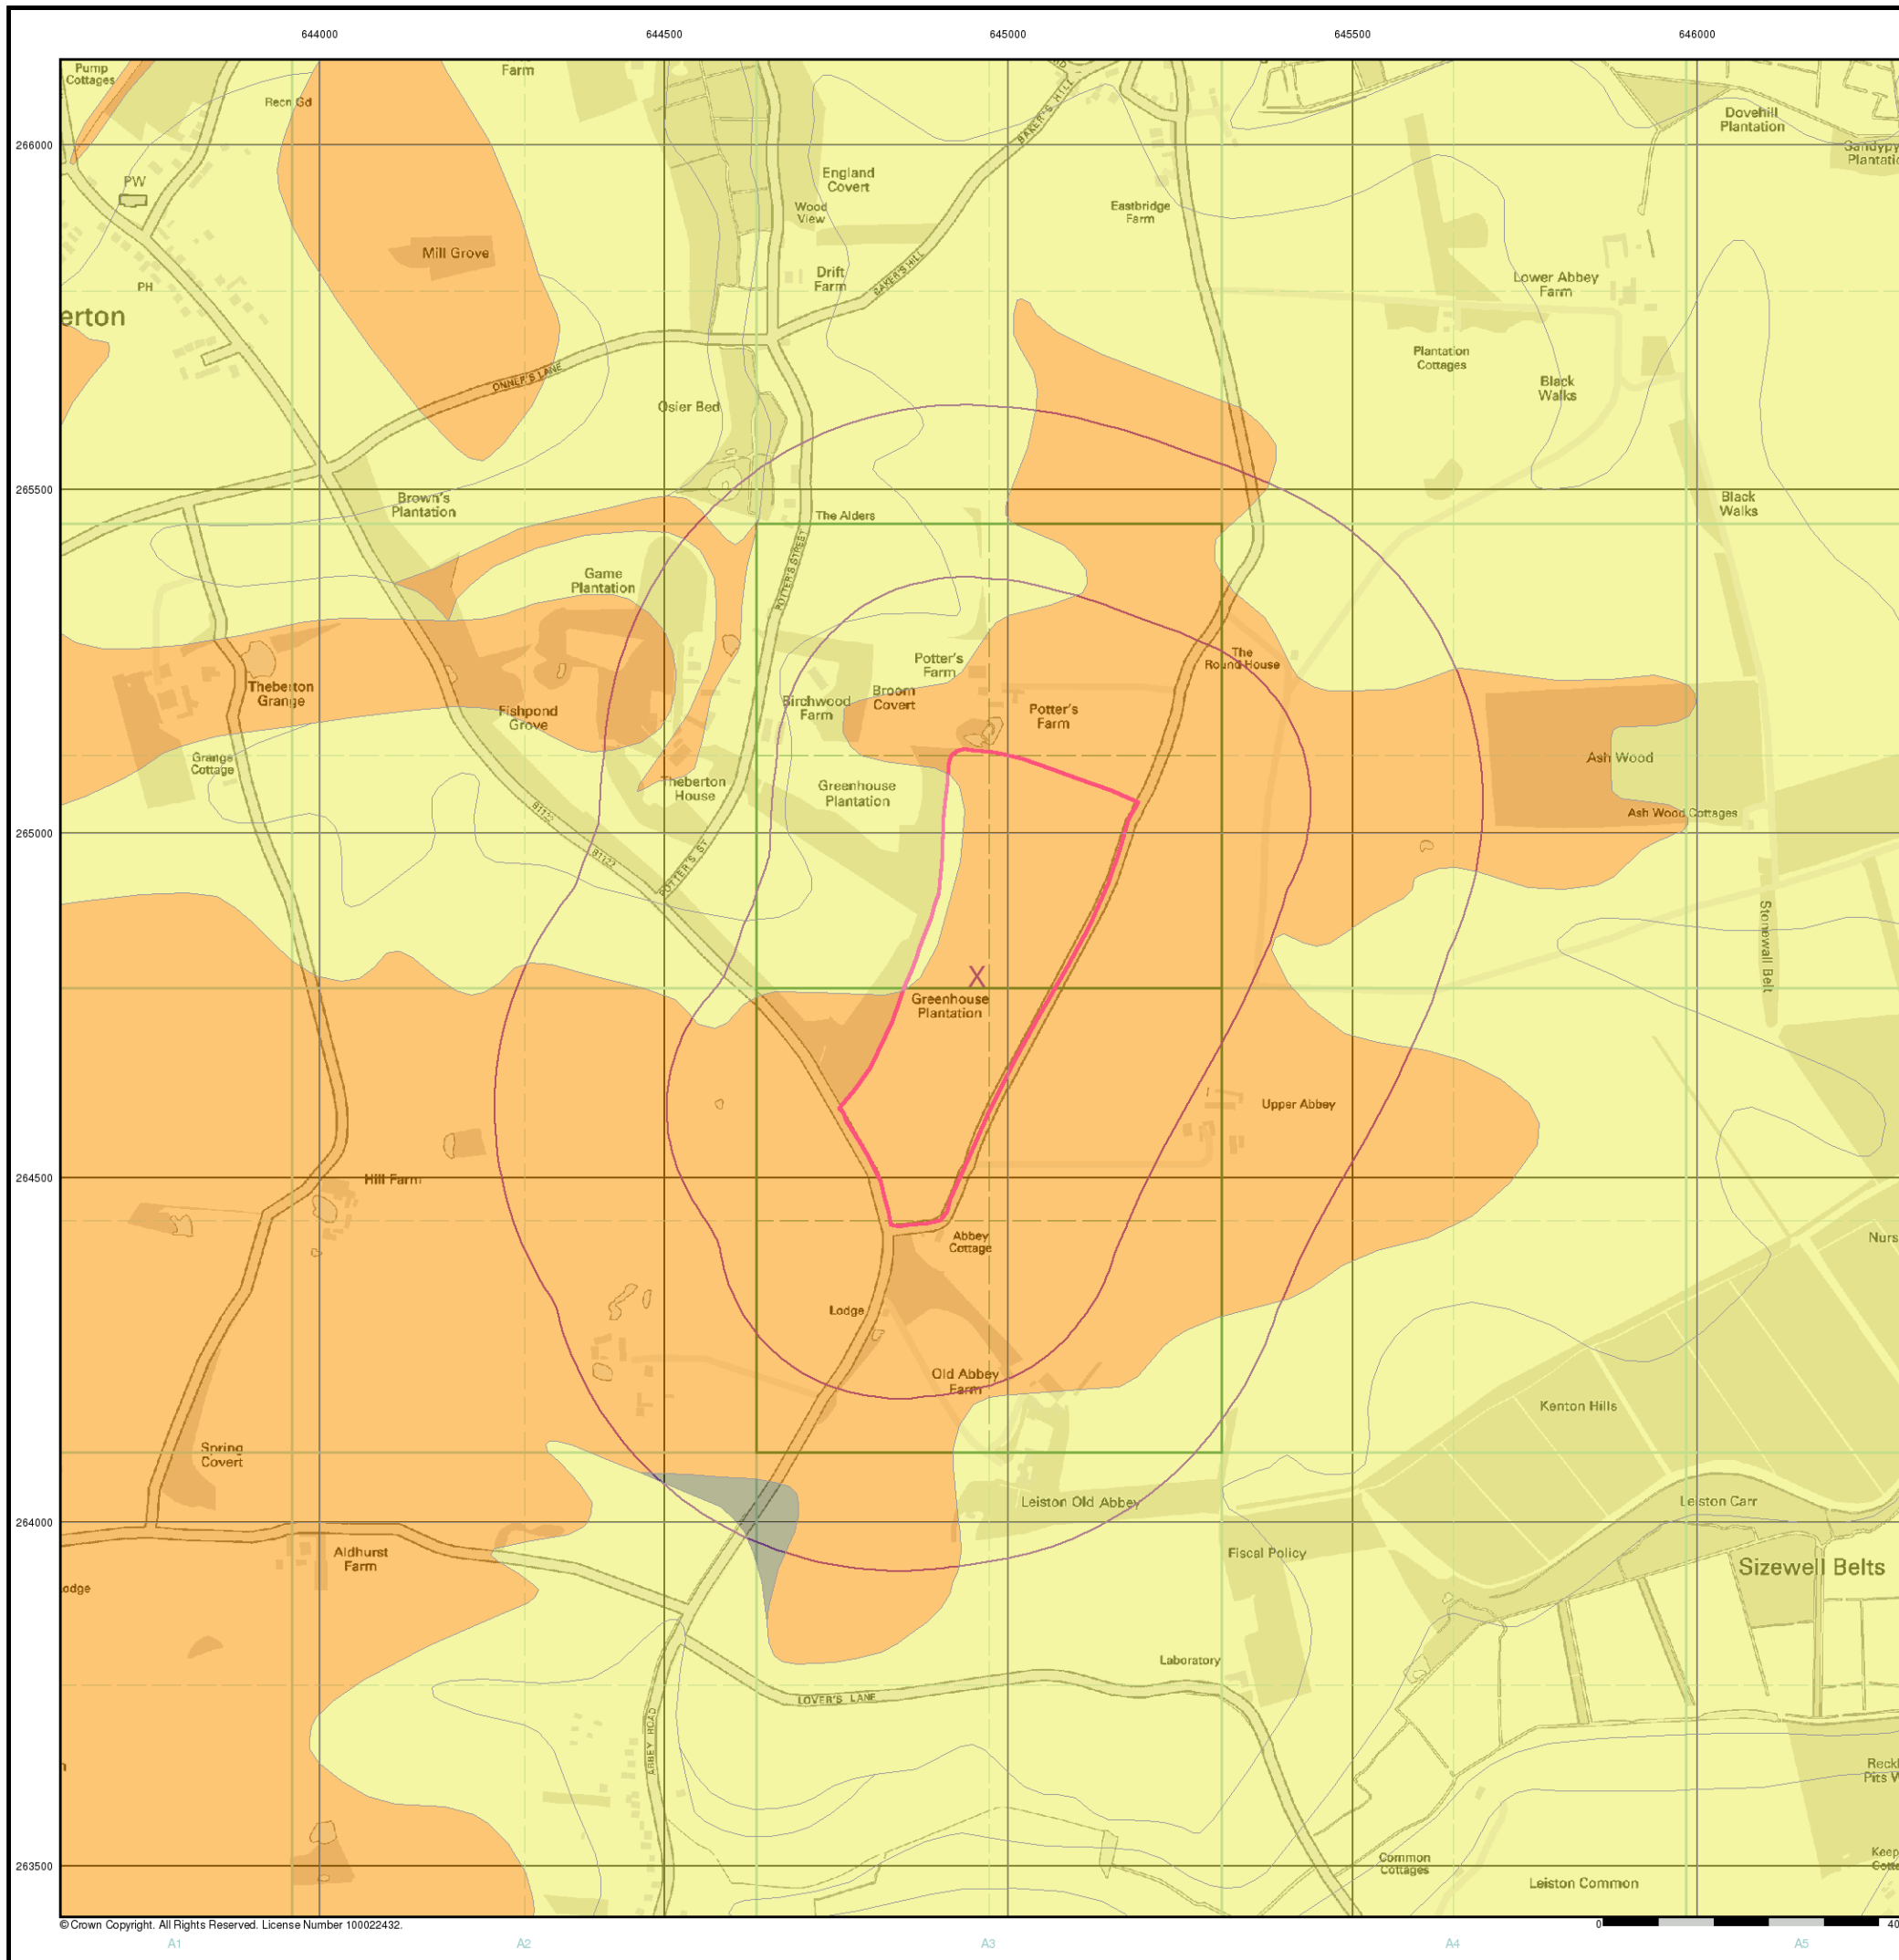 644000 644500 645000 645500 646000
Pump
Cottages
Farm
Recn Gd
BAKER'S HILL
Dovehill
Plantation
266000
PW
England
Covert
Wood
View
Eastbridge
Farm
Mill Grove
PH
Drift
Farm
BAKER'S HILL
Lower Abbey
Farm
erton
Plantation
Cottages
Black
Walks
ONNER'S LANE
Osier Bed
265500
Brown's
Plantation
The Alders
Black
Walks
POTTER'S STREET
Game
Plantation
Potter's
Farm
The
Round House
Theberton
Grange
Fishpond
Grove
Birchwood
Farm
Broom
Covert
Potter's
Farm
Grange
Cottage
Ash Wood
Theberton
House
Greenhouse
Plantation
B1122
Ash Wood Cottages
265000
B1122
POTTER'S ST
Stonewall Belt
X
Greenhouse
Plantation
Upper Abbey
264500
Hill Farm
Abbey
Cottage
Nurs
Lodge
Old Abbey
Farm
Kenton Hills
Spring
Covert
Leiston Old Abbey
Leiston Carr
264000
Aldhurst
Farm
Fiscal Policy
Sizewell Belts
odge
Laboratory
LOVER'S LANE
ABBEY ROAD
Reckl
Pits W
263500
Common
Cottages
Keep
Cotta
Leiston Common
© Crown Copyright. All Rights Reserved. License Number 100022432.
0 40
A1 A2 A3 A4 A5